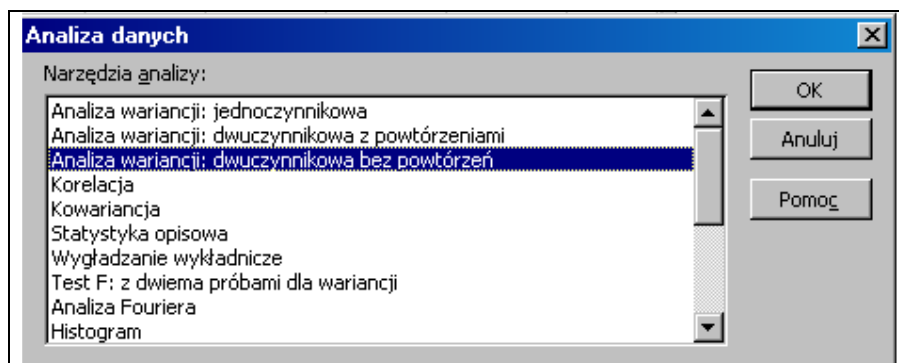 Analiza danych
Narzędzia analizy:
Analiza wariancji: jednoczynnikowa
Analiza wariancji: dwuczynnikowa z powtórzeniami
Analiza wariancji: dwuczynnikowa bez powtórzeń
Korelacja
Kowariancja
Statystyka opisowa
Wygładzanie wykładnicze
Test F: z dwiema próbami dla wariancji
Analiza Fouriera
Histogram
OK
Anuluj
Pomoc